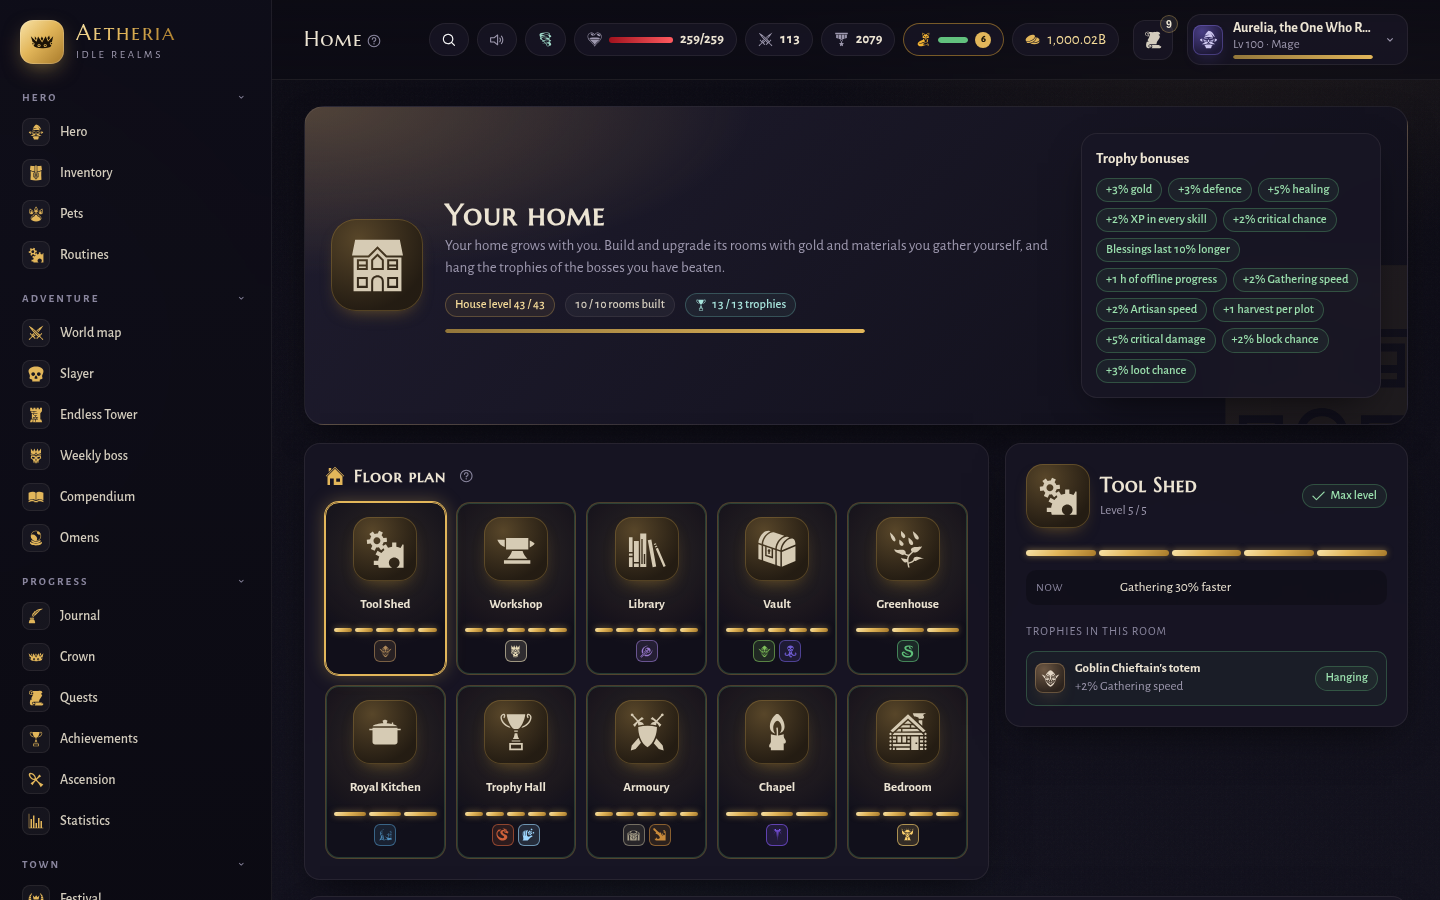 AETHERIA
IDLE REALMS
HERO
Hero
Inventory
Pets
Routines
ADVENTURE
World map
Slayer
Endless Tower
Weekly boss
Compendium
Omens
PROGRESS
Journal
Crown
Quests
Achievements
Ascension
Statistics
TOWN
Festival
Home
259/259
113
2079
6
1,000.02B
9
Aurelia, the One Who R...
Lv 100 · Mage
Your home
Your home grows with you. Build and upgrade its rooms with gold and materials you gather yourself, and
hang the trophies of the bosses you have beaten.
House level 43 / 43
10 / 10 rooms built
13 / 13 trophies
Trophy bonuses
+3% gold
+3% defence
+5% healing
+2% XP in every skill
+2% critical chance
Blessings last 10% longer
+1 h of offline progress
+2% Gathering speed
+2% Artisan speed
+1 harvest per plot
+5% critical damage
+2% block chance
+3% loot chance
Floor plan
Tool Shed
Workshop
Library
Vault
Greenhouse
Royal Kitchen
Trophy Hall
Armoury
Chapel
Bedroom
Tool Shed
Level 5 / 5
Max level
NOW
Gathering 30% faster
TROPHIES IN THIS ROOM
Goblin Chieftain's totem
+2% Gathering speed
Hanging